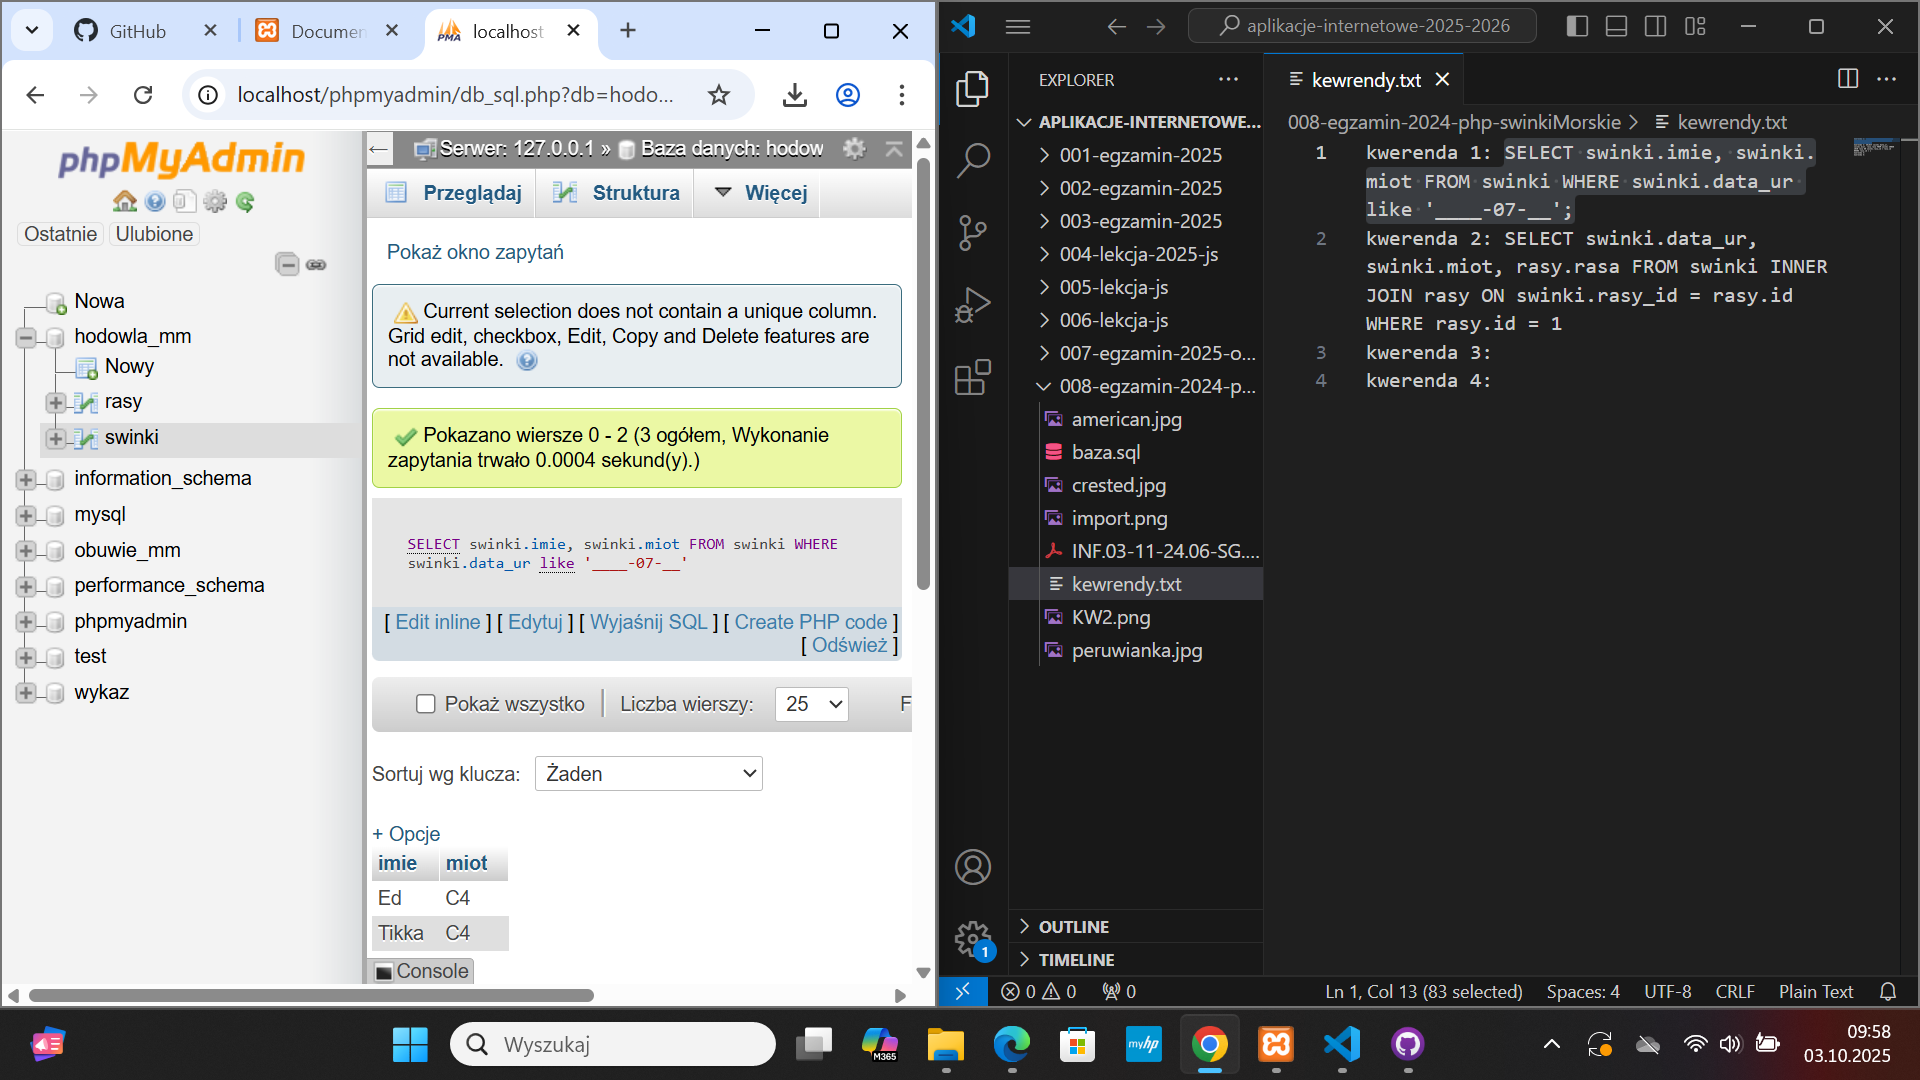 GitHub
Documen
PMA
localhost
localhost/phpmyadmin/db_sql.php?db=hodo...
phpMyAdmin
Ostatnie
Ulubione
Nowa
hodowla_mm
Nowy
rasy
swinki
information_schema
mysql
obuwie_mm
performance_schema
phpmyadmin
test
wykaz
Serwer: 127.0.0.1 » Baza danych: hodow
Przeglądaj
Struktura
Więcej
Pokaż okno zapytań
Current selection does not contain a unique column.
Grid edit, checkbox, Edit, Copy and Delete features are
not available.
Pokazano wiersze 0 - 2 (3 ogółem, Wykonanie
zapytania trwało 0.0004 sekund(y).)
SELECT swinki.imie, swinki.miot FROM swinki WHERE
swinki.data_ur like '____-07-__'
[ Edit inline ] [ Edytuj ] [ Wyjaśnij SQL ] [ Create PHP code ]
[ Odśwież ]
Pokaż wszystko
Liczba wierszy:
25
F
Sortuj wg klucza:
Żaden
+ Opcje
imie miot
Ed C4
Tikka C4
Console
aplikacje-internetowe-2025-2026
EXPLORER
APLIKACJE-INTERNETOWE...
001-egzamin-2025
002-egzamin-2025
003-egzamin-2025
004-lekcja-2025-js
005-lekcja-js
006-lekcja-js
007-egzamin-2025-o...
008-egzamin-2024-p...
american.jpg
baza.sql
crested.jpg
import.png
INF.03-11-24.06-SG....
kewrendy.txt
KW2.png
peruwianka.jpg
OUTLINE
TIMELINE
1
kewrendy.txt
008-egzamin-2024-php-swinkiMorskie > kewrendy.txt
1 kwerenda 1: SELECT swinki.imie, swinki.
miot FROM swinki WHERE swinki.data_ur
like '____-07-__';
2 kwerenda 2: SELECT swinki.data_ur,
swinki.miot, rasy.rasa FROM swinki INNER
JOIN rasy ON swinki.rasy_id = rasy.id
WHERE rasy.id = 1
3 kwerenda 3:
4 kwerenda 4:
0 0
0
Ln 1, Col 13 (83 selected)
Spaces: 4
UTF-8
CRLF
Plain Text
Wyszukaj
M365
myhp
09:58
03.10.2025